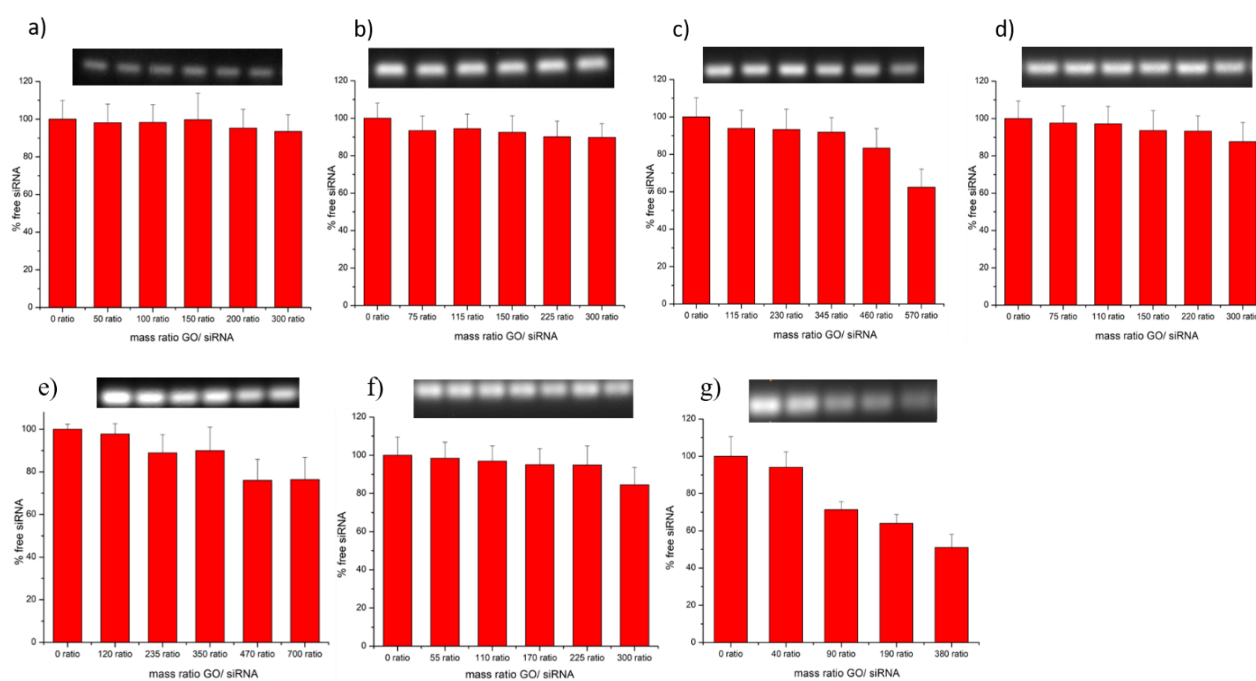 a)
120
100
80
60
40
20
0
% free siRNA
0 ratio 50 ratio 100 ratio 150 ratio 200 ratio 300 ratio
mass ratio GO/ siRNA
b)
120
100
80
60
40
20
0
% free siRNA
0 ratio 75 ratio 115 ratio 150 ratio 225 ratio 300 ratio
mass ratio GO/ siRNA
c)
120
100
80
60
40
20
0
% free siRNA
0 ratio 115 ratio 230 ratio 345 ratio 460 ratio 570 ratio
mass ratio GO/ siRNA
d)
120
100
80
60
40
20
0
% free siRNA
0 ratio 75 ratio 110 ratio 150 ratio 220 ratio 300 ratio
mass ratio GO/ siRNA
e)
100
80
60
40
20
0
% free siRNA
0 ratio 120 ratio 235 ratio 350 ratio 470 ratio 700 ratio
mass ratio GO/ siRNA
f)
120
100
80
60
40
20
0
% free siRNA
0 ratio 55 ratio 110 ratio 170 ratio 225 ratio 300 ratio
mass ratio GO/ siRNA
g)
120
100
80
60
40
20
0
% free siRNA
0 ratio 40 ratio 90 ratio 190 ratio 380 ratio
mass ratio GO/ siRNA